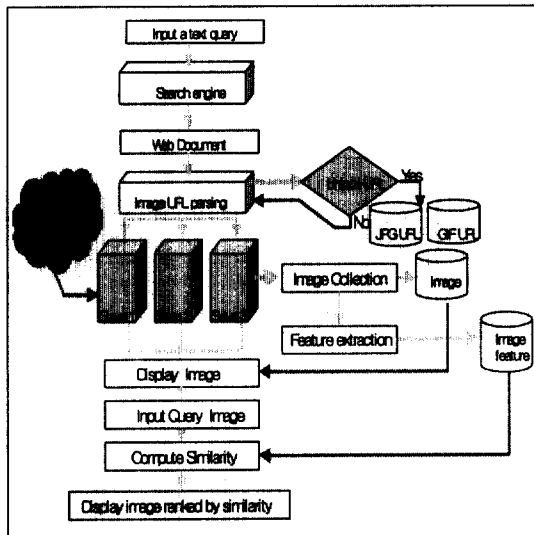 Input a text query
Search engine
Web Document
Image URL parsing
Yes
No
JPG URL
GIF URL
Image Collection
Image
Feature extraction
Image
feature
Display Image
Input Query Image
Compute Similarity
Display image ranked by similarity